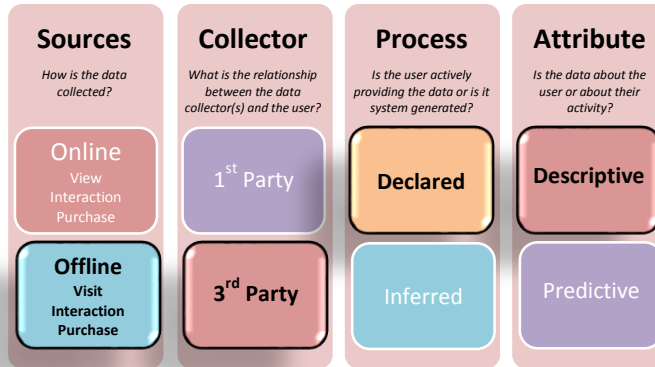 Sources
How is the data
collected?
Online
View
Interaction
Purchase
Offline
Visit
Interaction
Purchase
Collector
What is the relationship
between the data
collector(s) and the user?
1st Party
3rd Party
Process
Is the user actively
providing the data or is it
system generated?
Declared
Inferred
Attribute
Is the data about the
user or about their
activity?
Descriptive
Predictive